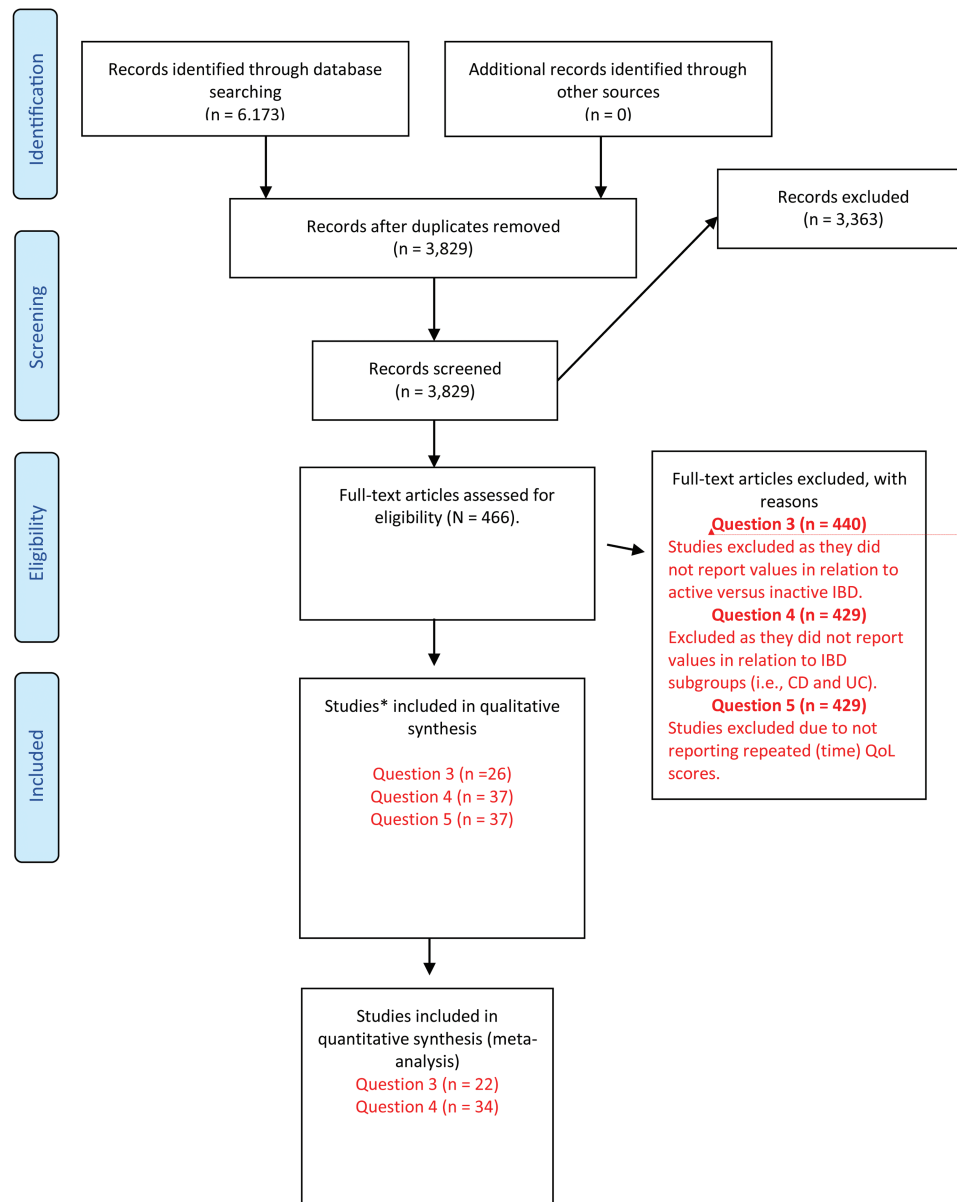 Identification
Records identified through database
searching
(n = 6,173)
Additional records identified through
other sources
(n = 0)
Records after duplicates removed
(n = 3,829)
Records excluded
(n = 3,363)
Screening
Records screened
(n = 3,829)
Eligibility
Full-text articles assessed for
eligibility (N = 466).
Full-text articles excluded, with
reasons
Question 3 (n = 440)
Studies excluded as they did
not report values in relation to
active versus inactive IBD.
Question 4 (n = 429)
Excluded as they did not report
values in relation to IBD
subgroups (i.e., CD and UC).
Question 5 (n = 429)
Studies excluded due to not
reporting repeated (time) QoL
scores.
Included
Studies* included in qualitative
synthesis
Question 3 (n =26)
Question 4 (n = 37)
Question 5 (n = 37)
Studies included in
quantitative synthesis (meta-
analysis)
Question 3 (n = 22)
Question 4 (n = 34)